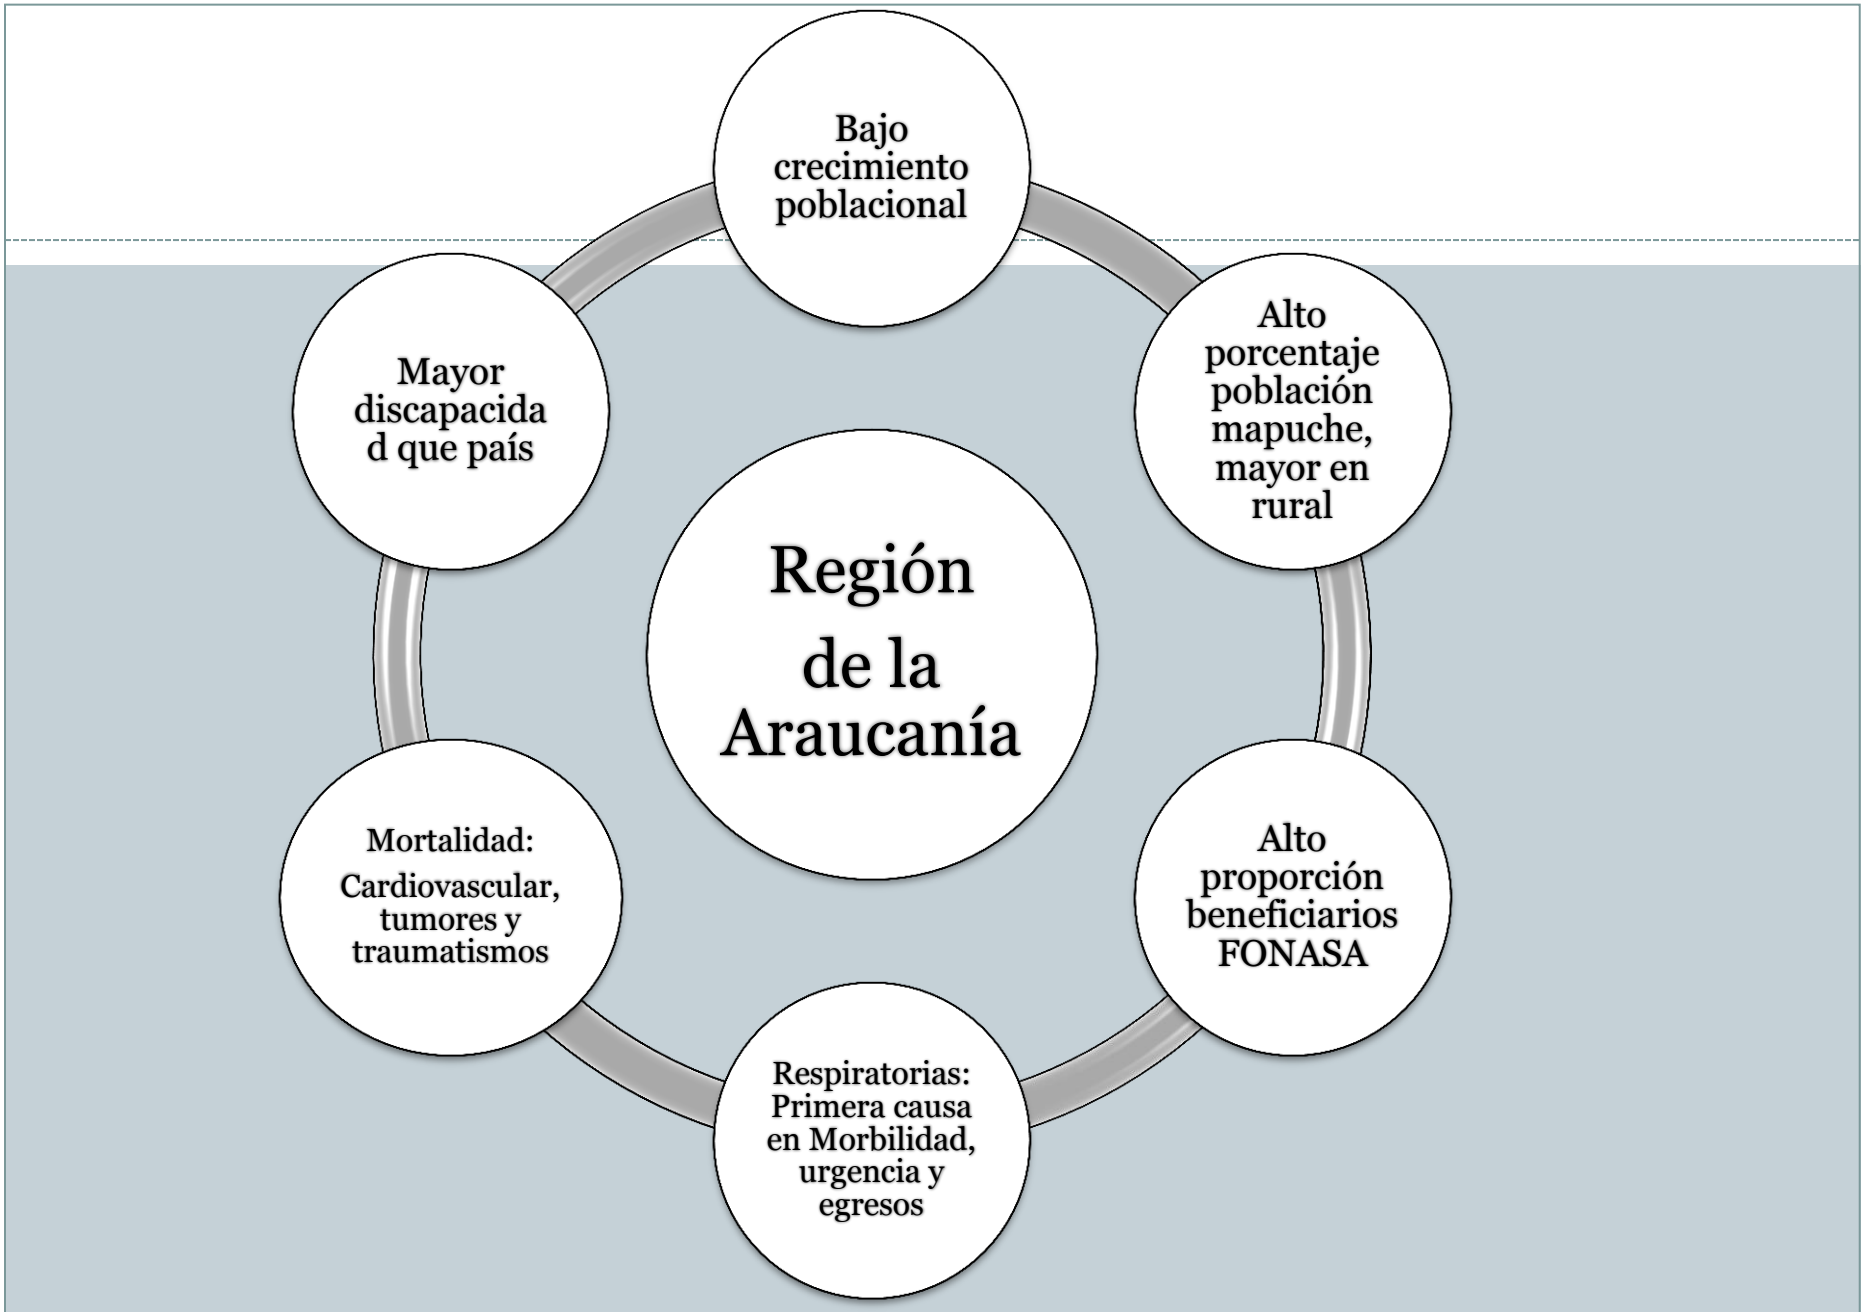 Bajo
crecimiento
poblacional
Alto
porcentaje
población
mapuche,
mayor en
rural
Alto
proporción
beneficiarios
FONASA
Respiratorias:
Primera causa
en Morbilidad,
urgencia y
egresos
Mortalidad:
Cardiovascular,
tumores y
traumatismos
Mayor
discapacida
d que país
Región
de la
Araucanía